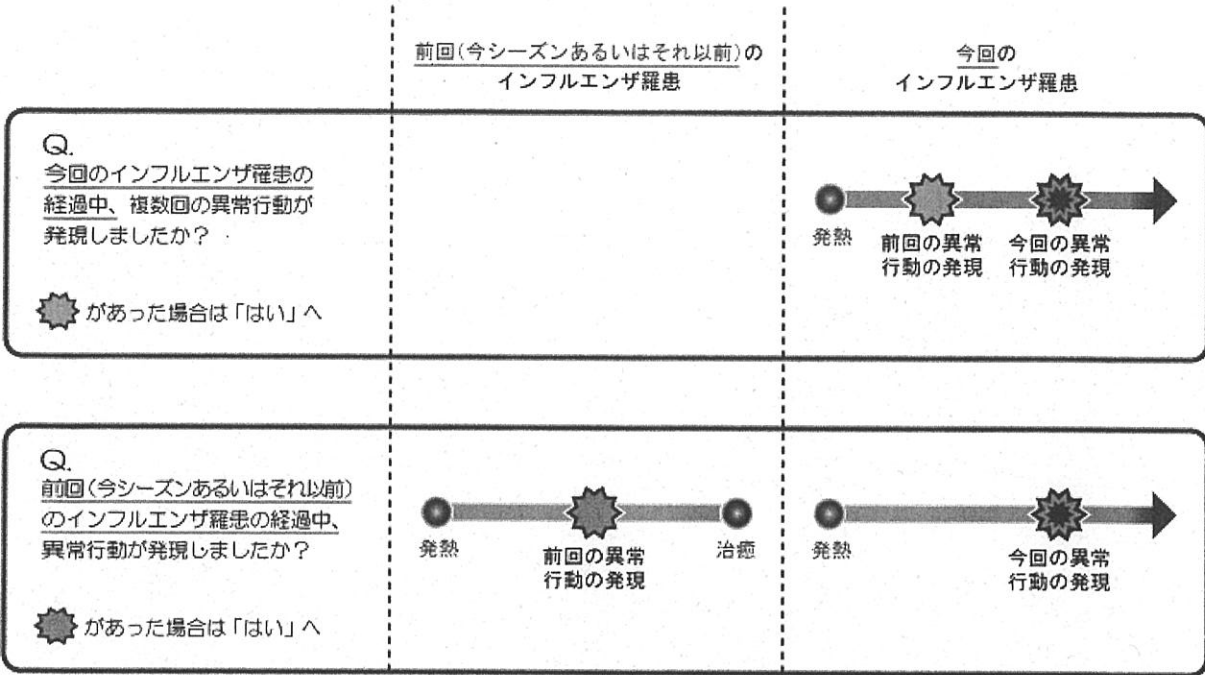 前回(今シーズンあるいはそれ以前)の
インフルエンザ羅患
今回の
インフルエンザ羅患
Q.
今回のインフルエンザ罹患の
経過中、複数回の異常行動が
発現しましたか？
があった場合は「はい」へ
発熱
前回の異常
行動の発現
今回の異常
行動の発現
Q.
前回(今シーズンあるいはそれ以前)
のインフルエンザ羅患の経過中、
異常行動が発現しましたか？
があった場合は「はい」へ
発熱
前回の異常
行動の発現
治癒
発熱
今回の異常
行動の発現